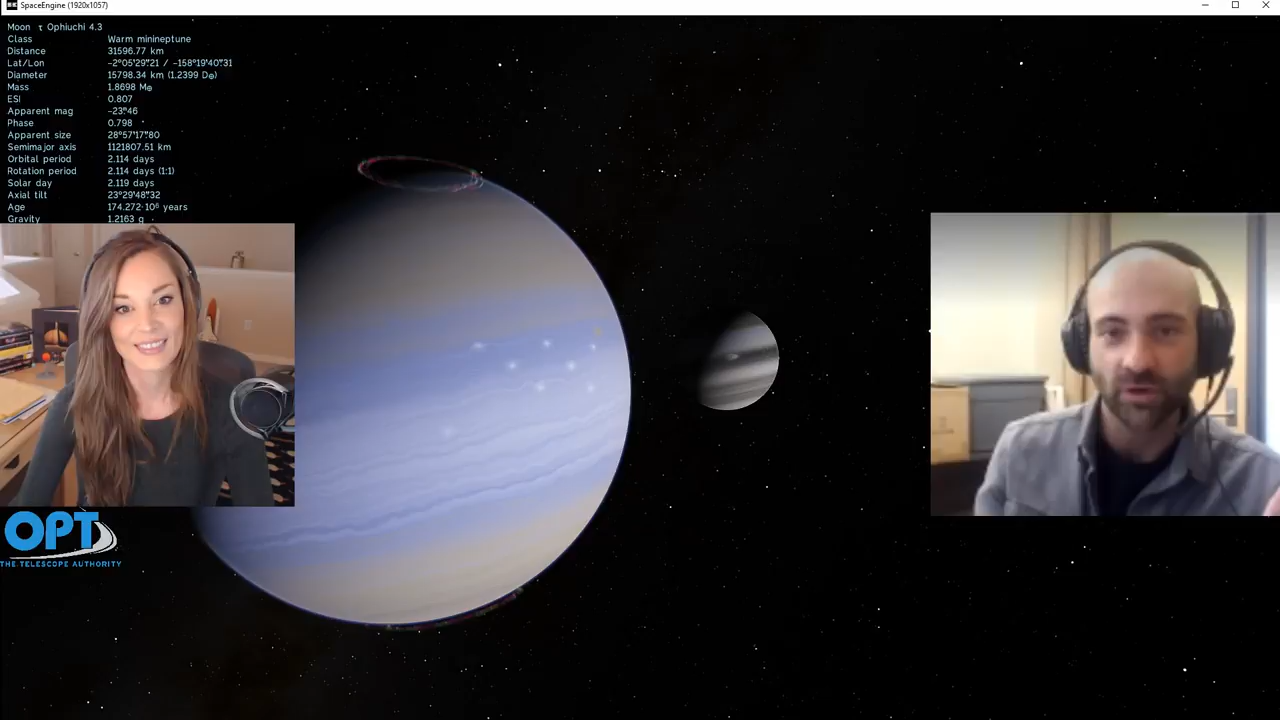 SpaceEngine (1920x1057)
Moon τ Ophiuchi 4.3
Class Warm minineptune
Distance 31596.77 km
Lat/Lon -2°05'29."21 / -158°19'40."31
Diameter 15798.34 km (1.2399 D⊕)
Mass 1.8698 M⊕
ESI 0.807
Apparent mag -23.ᵐ46
Phase 0.798
Apparent size 28°57'17."80
Semimajor axis 1121807.51 km
Orbital period 2.114 days
Rotation period 2.114 days (1:1)
Solar day 2.119 days
Axial tilt 23°29'48."32
Age 174.272·10⁶ years
Gravity 1.2163 g
OPT
THE TELESCOPE AUTHORITY